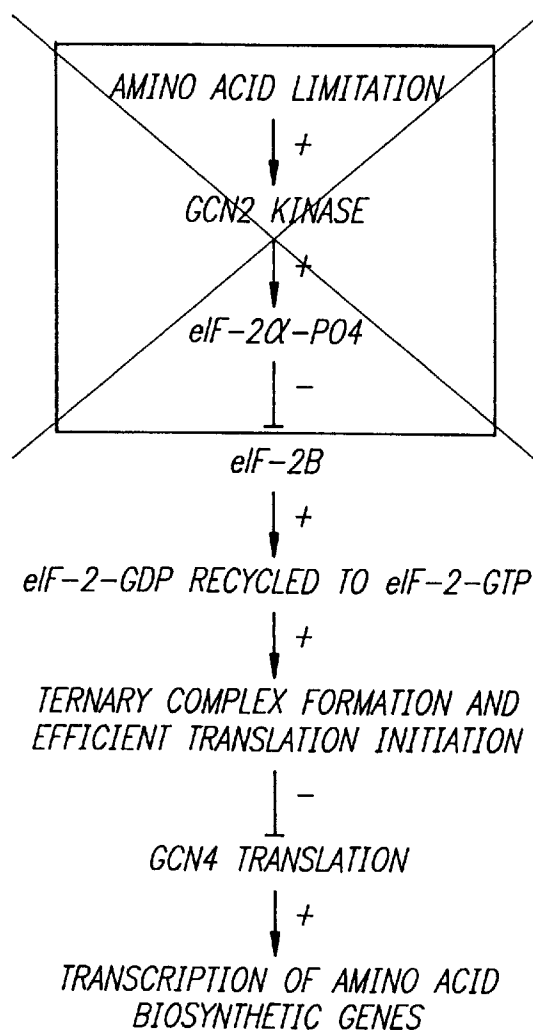 AMINO ACID LIMITATION
+
GCN2 KINASE
+
eIF-2α-PO4
-
eIF-2B
+
eIF-2-GDP RECYCLED TO eIF-2-GTP
+
TERNARY COMPLEX FORMATION AND
EFFICIENT TRANSLATION INITIATION
-
GCN4 TRANSLATION
+
TRANSCRIPTION OF AMINO ACID
BIOSYNTHETIC GENES